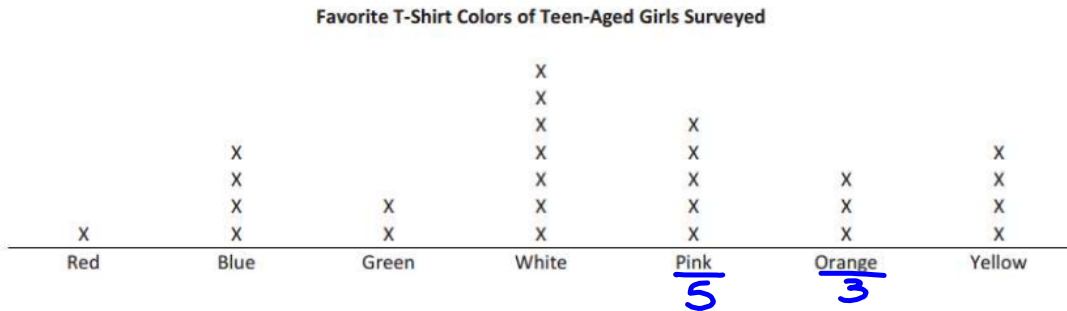 Favorite T-Shirt Colors of Teen-Aged Girls Surveyed
X
X
X X
X X X X
X X X X X
X X X X X X
X X X X X X X
Red Blue Green White Pink Orange Yellow
5 3